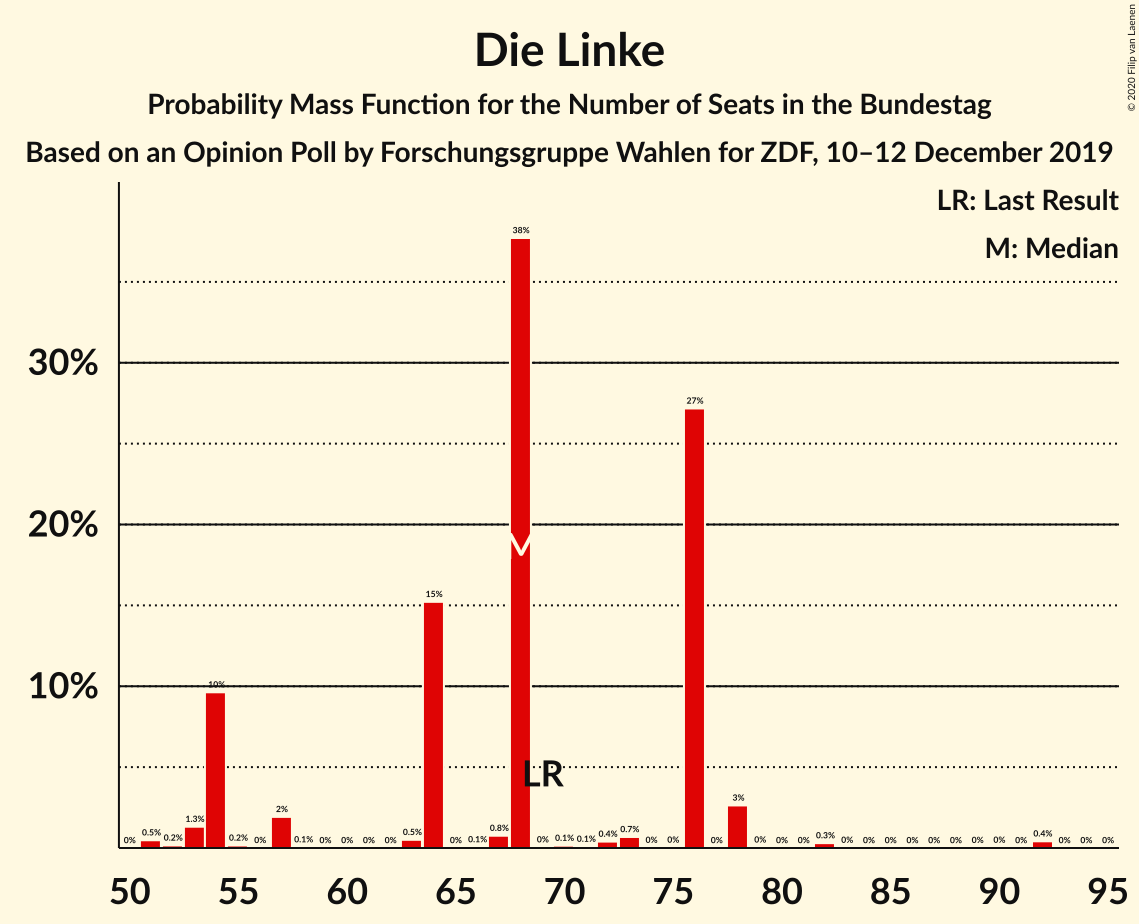 Die Linke
Probability Mass Function for the Number of Seats in the Bundestag
Based on an Opinion Poll by Forschungsgruppe Wahlen for ZDF, 10–12 December 2019
© 2020 Filip van Laenen
LR: Last Result
M: Median
30%
20%
10%
0% 0.5% 0.2% 1.3% 10% 0.2% 0% 2% 0.1% 0% 0% 0% 0% 0.5% 15% 0% 0.1% 0.8% 38% 0% 0.1% 0.1% 0.4% 0.7% 0% 0% 27% 0% 3% 0% 0% 0% 0.3% 0% 0% 0% 0% 0% 0% 0% 0% 0% 0.4% 0% 0% 0%
M
LR
50 55 60 65 70 75 80 85 90 95